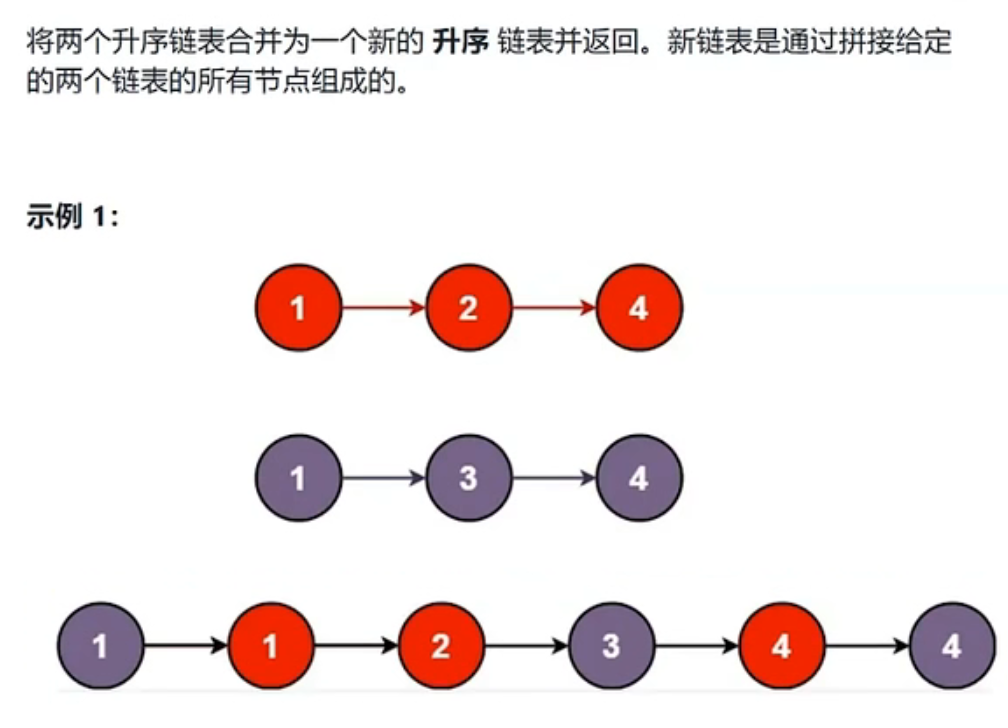 将两个升序链表合并为一个新的 升序 链表并返回。新链表是通过拼接给定
的两个链表的所有节点组成的。
示例 1：
1 2 4
1 3 4
1 1 2 3 4 4